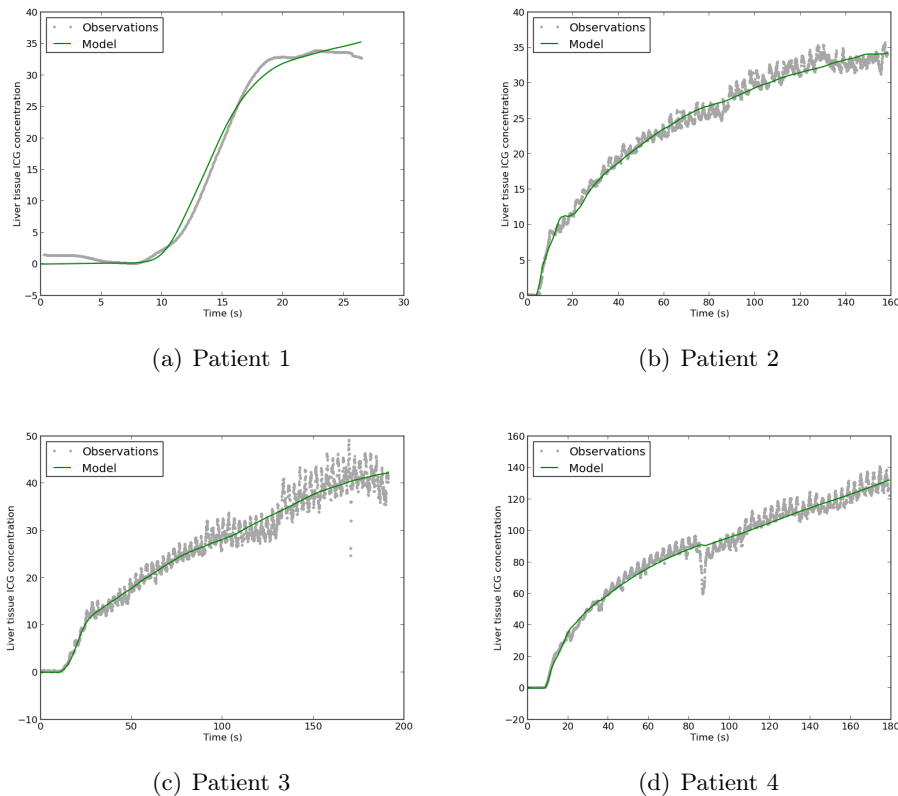 Observations
Model
Liver tissue ICG concentration
40
35
30
25
20
15
10
5
0
−5
0 5 10 15 20 25 30
Time (s)
(a) Patient 1
Observations
Model
Liver tissue ICG concentration
40
35
30
25
20
15
10
5
0
0 20 40 60 80 100 120 140 160
Time (s)
(b) Patient 2
Observations
Model
Liver tissue ICG concentration
50
40
30
20
10
0
−10
0 50 100 150 200
Time (s)
(c) Patient 3
Observations
Model
Liver tissue ICG concentration
160
140
120
100
80
60
40
20
0
−20
0 20 40 60 80 100 120 140 160 180
Time (s)
(d) Patient 4